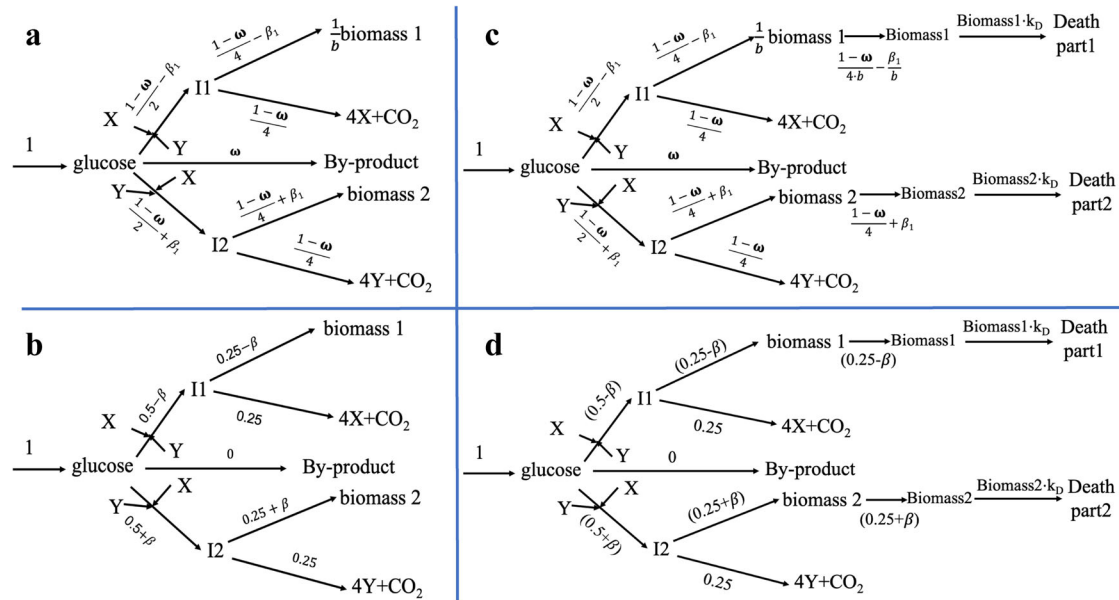 a
1
glucose
X
Y
(1−ω)/2 − β₁
I1
(1−ω)/4 − β₁
1/b biomass 1
(1−ω)/4
4X+CO₂
ω
By-product
Y
X
(1−ω)/2 + β₁
I2
(1−ω)/4 + β₁
biomass 2
(1−ω)/4
4Y+CO₂
c
1
glucose
X
Y
(1−ω)/2 − β₁
I1
(1−ω)/4 − β₁
1/b biomass 1
(1−ω)/(4·b) − β₁/b
Biomass1
Biomass1·k_D
Death
part1
(1−ω)/4
4X+CO₂
ω
By-product
Y
X
(1−ω)/2 + β₁
I2
(1−ω)/4 + β₁
biomass 2
(1−ω)/4 + β₁
Biomass2
Biomass2·k_D
Death
part2
(1−ω)/4
4Y+CO₂
b
1
glucose
X
Y
0.5−β
I1
0.25−β
biomass 1
0.25
4X+CO₂
0
By-product
Y
X
0.5+β
I2
0.25 + β
biomass 2
0.25
4Y+CO₂
d
1
glucose
X
Y
(0.5-β)
I1
(0.25-β)
biomass 1
(0.25-β)
Biomass1
Biomass1·k_D
Death
part1
0.25
4X+CO₂
0
By-product
Y
X
(0.5+β)
I2
(0.25+β)
biomass 2
(0.25+β)
Biomass2
Biomass2·k_D
Death
part2
0.25
4Y+CO₂